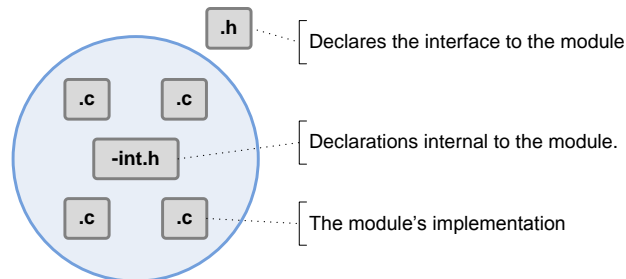 .h
Declares the interface to the module
.c
.c
-int.h
Declarations internal to the module.
.c
.c
The module's implementation